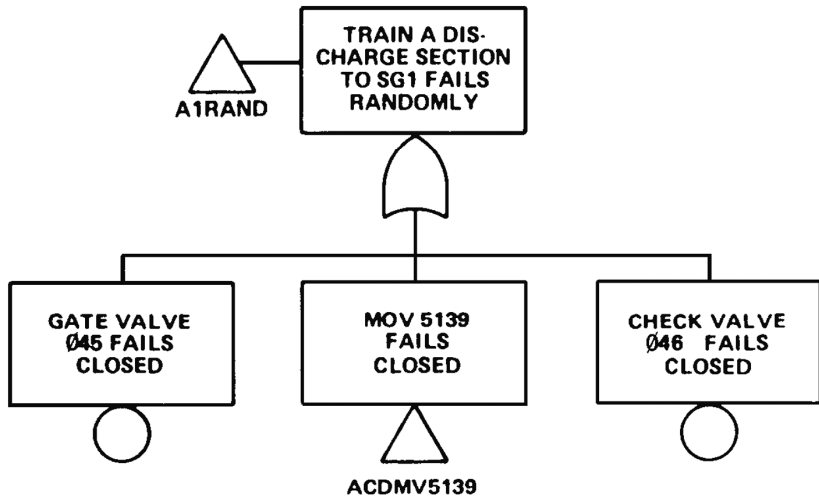 TRAIN A DIS-
CHARGE SECTION
TO SG1 FAILS
RANDOMLY
A1RAND
GATE VALVE
Ø45 FAILS
CLOSED
MOV 5139
FAILS
CLOSED
CHECK VALVE
Ø46 FAILS
CLOSED
ACDMV5139